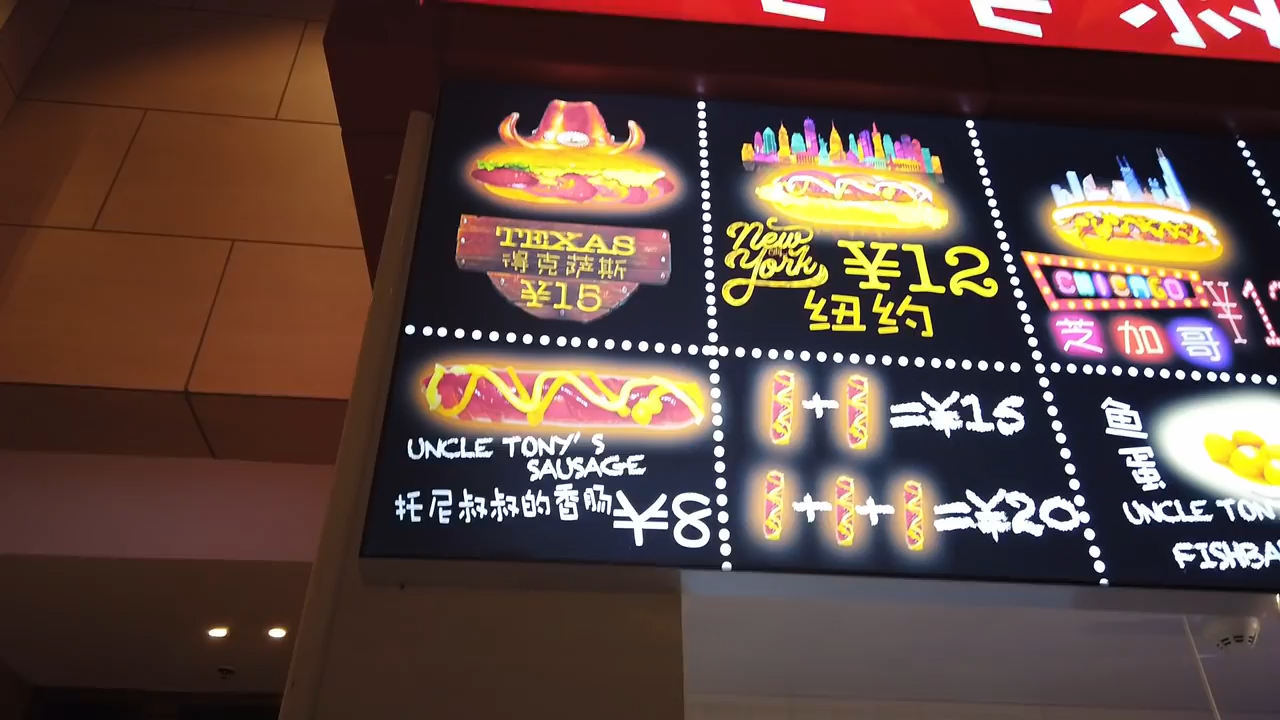 TEXAS
得克萨斯
¥15
New York
¥12
纽约
CHICAGO
芝加哥
UNCLE TONY'S
SAUSAGE
托尼叔叔的香肠
¥8
+ =¥15
+ + =¥20
鱼蛋
UNCLE TON
FISHBA